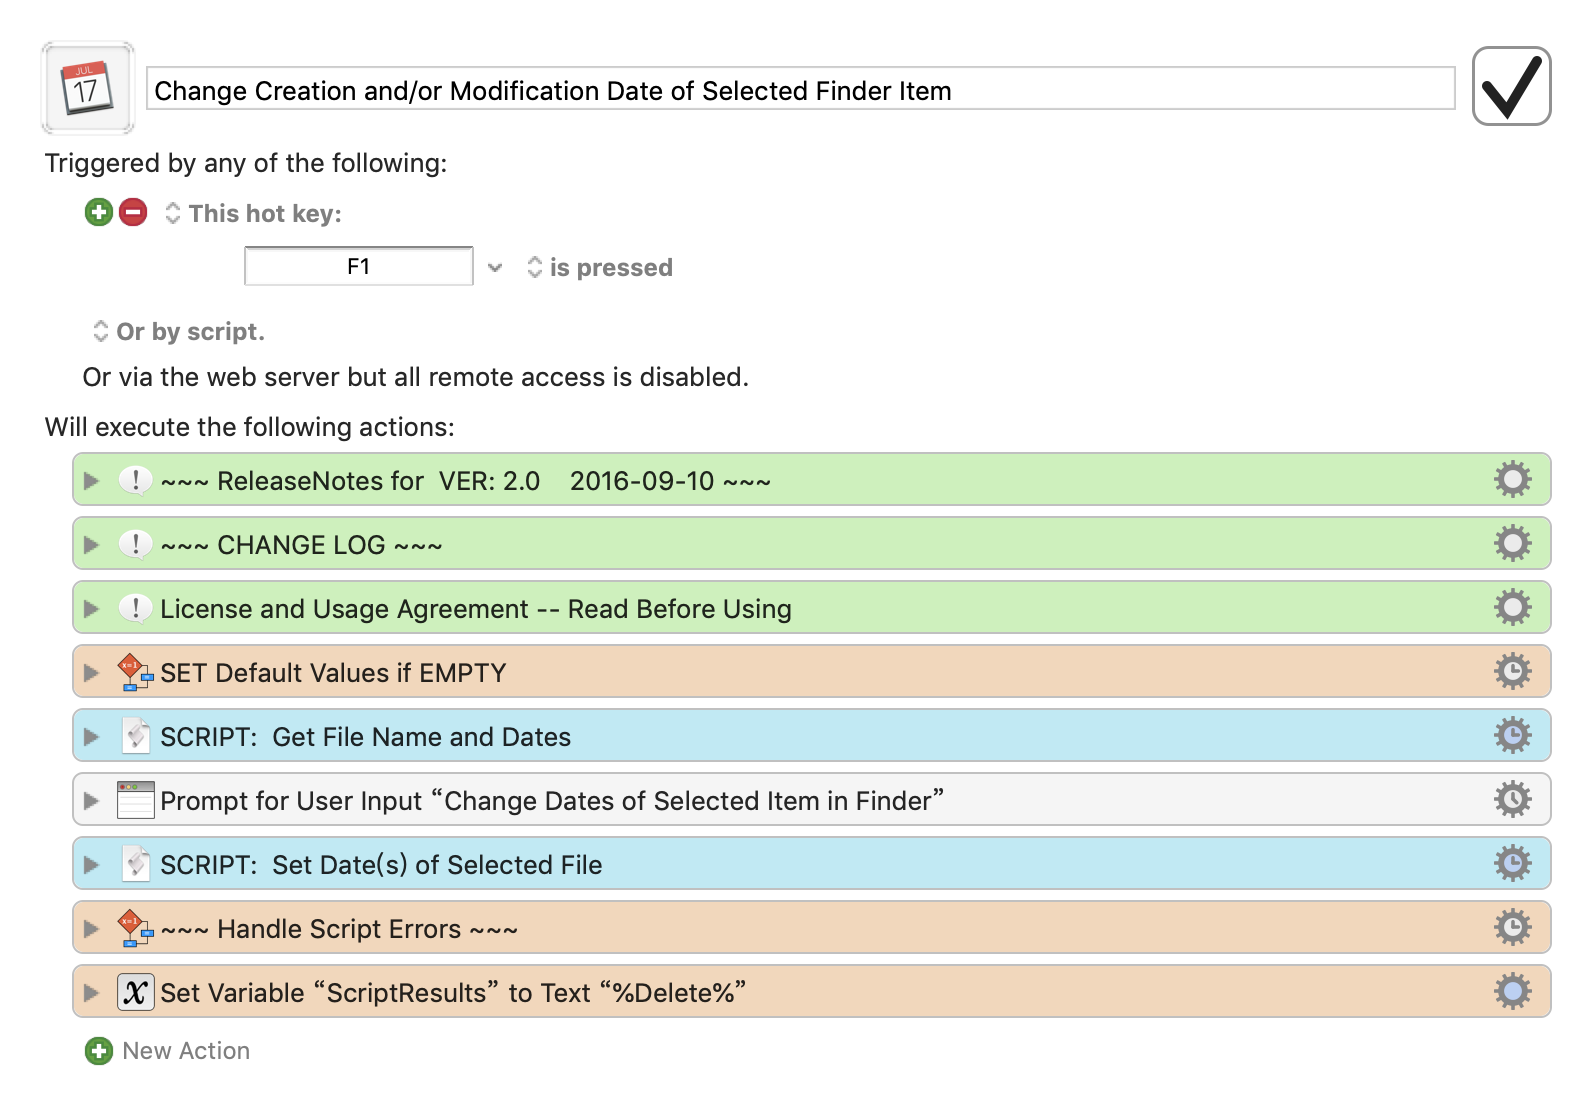 JUL
17
Change Creation and/or Modification Date of Selected Finder Item
Triggered by any of the following:
This hot key:
F1
is pressed
Or by script.
Or via the web server but all remote access is disabled.
Will execute the following actions:
! ~~~ ReleaseNotes for  VER: 2.0    2016-09-10 ~~~
! ~~~ CHANGE LOG ~~~
! License and Usage Agreement -- Read Before Using
x=1 SET Default Values if EMPTY
SCRIPT:  Get File Name and Dates
Prompt for User Input “Change Dates of Selected Item in Finder”
SCRIPT:  Set Date(s) of Selected File
x=1 ~~~ Handle Script Errors ~~~
X Set Variable “ScriptResults” to Text “%Delete%”
New Action